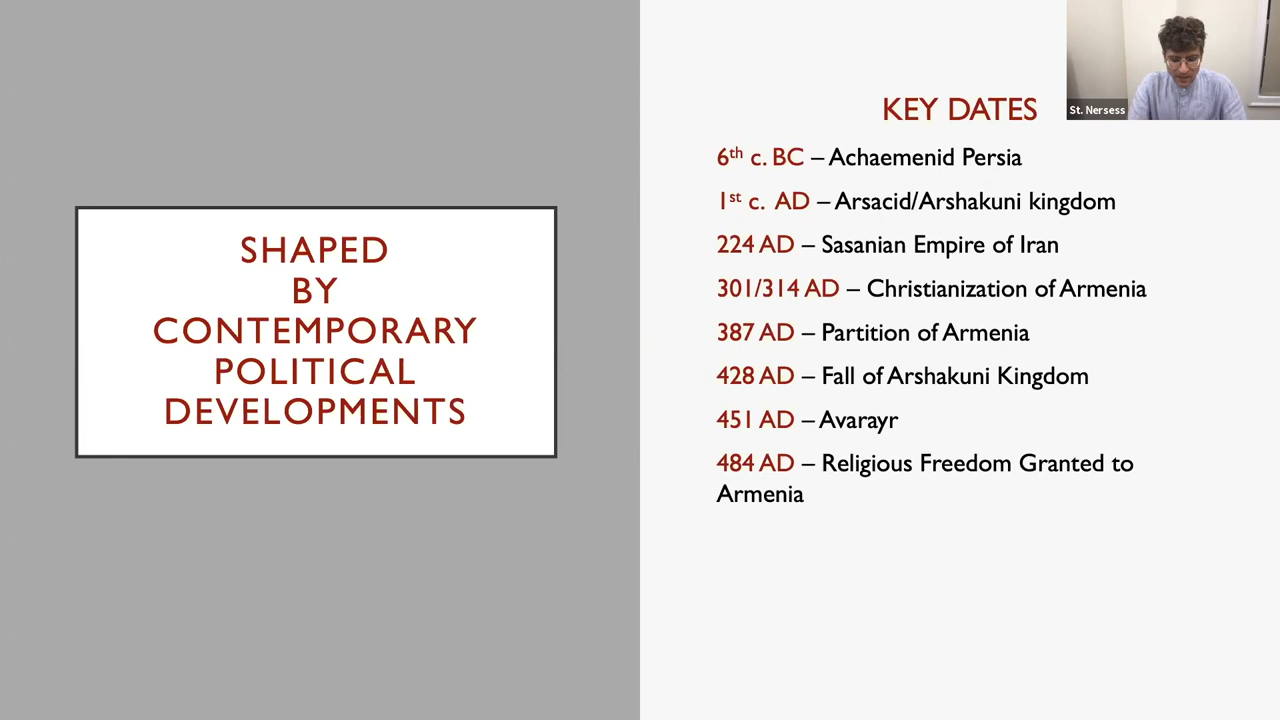 SHAPED
BY
CONTEMPORARY
POLITICAL
DEVELOPMENTS
KEY DATES
6th c. BC – Achaemenid Persia
1st c. AD – Arsacid/Arshakuni kingdom
224 AD – Sasanian Empire of Iran
301/314 AD – Christianization of Armenia
387 AD – Partition of Armenia
428 AD – Fall of Arshakuni Kingdom
451 AD – Avarayr
484 AD – Religious Freedom Granted to
Armenia
St. Nersess